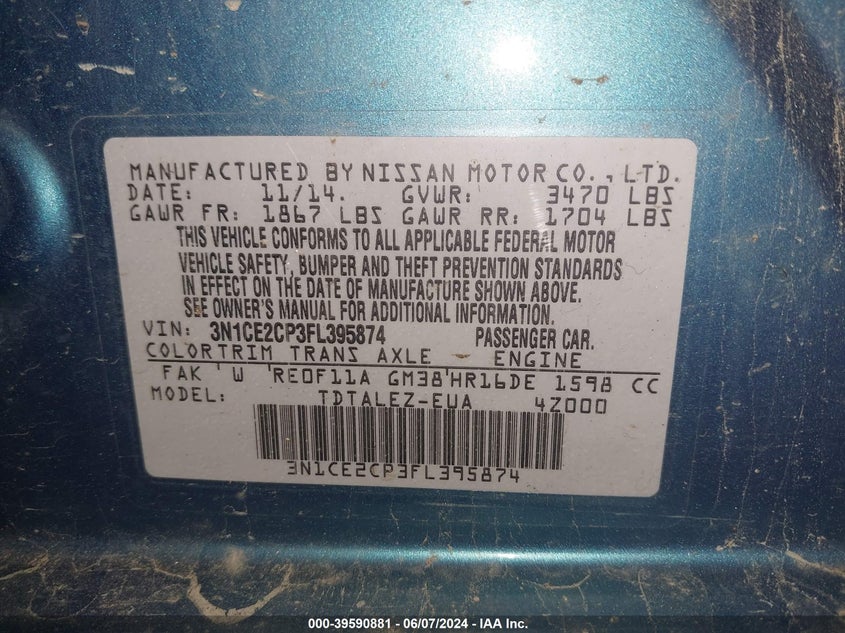 MANUFACTURED BY NISSAN MOTOR CO., LTD.
DATE: 11/14. GVWR: 3470 LBS
GAWR FR: 1867 LBS GAWR RR: 1704 LBS
THIS VEHICLE CONFORMS TO ALL APPLICABLE FEDERAL MOTOR
VEHICLE SAFETY, BUMPER AND THEFT PREVENTION STANDARDS
IN EFFECT ON THE DATE OF MANUFACTURE SHOWN ABOVE.
SEE OWNER'S MANUAL FOR ADDITIONAL INFORMATION.
VIN: 3N1CE2CP3FL395874 PASSENGER CAR.
COLORTRIM TRANS AXLE ENGINE
FAK ' W 'RE0F11A GM38'HR16DE 1598 CC
MODEL: TDTALEZ-EUA 4Z000
3N1CE2CP3FL395874
000-39590881 - 06/07/2024 - IAAI.com